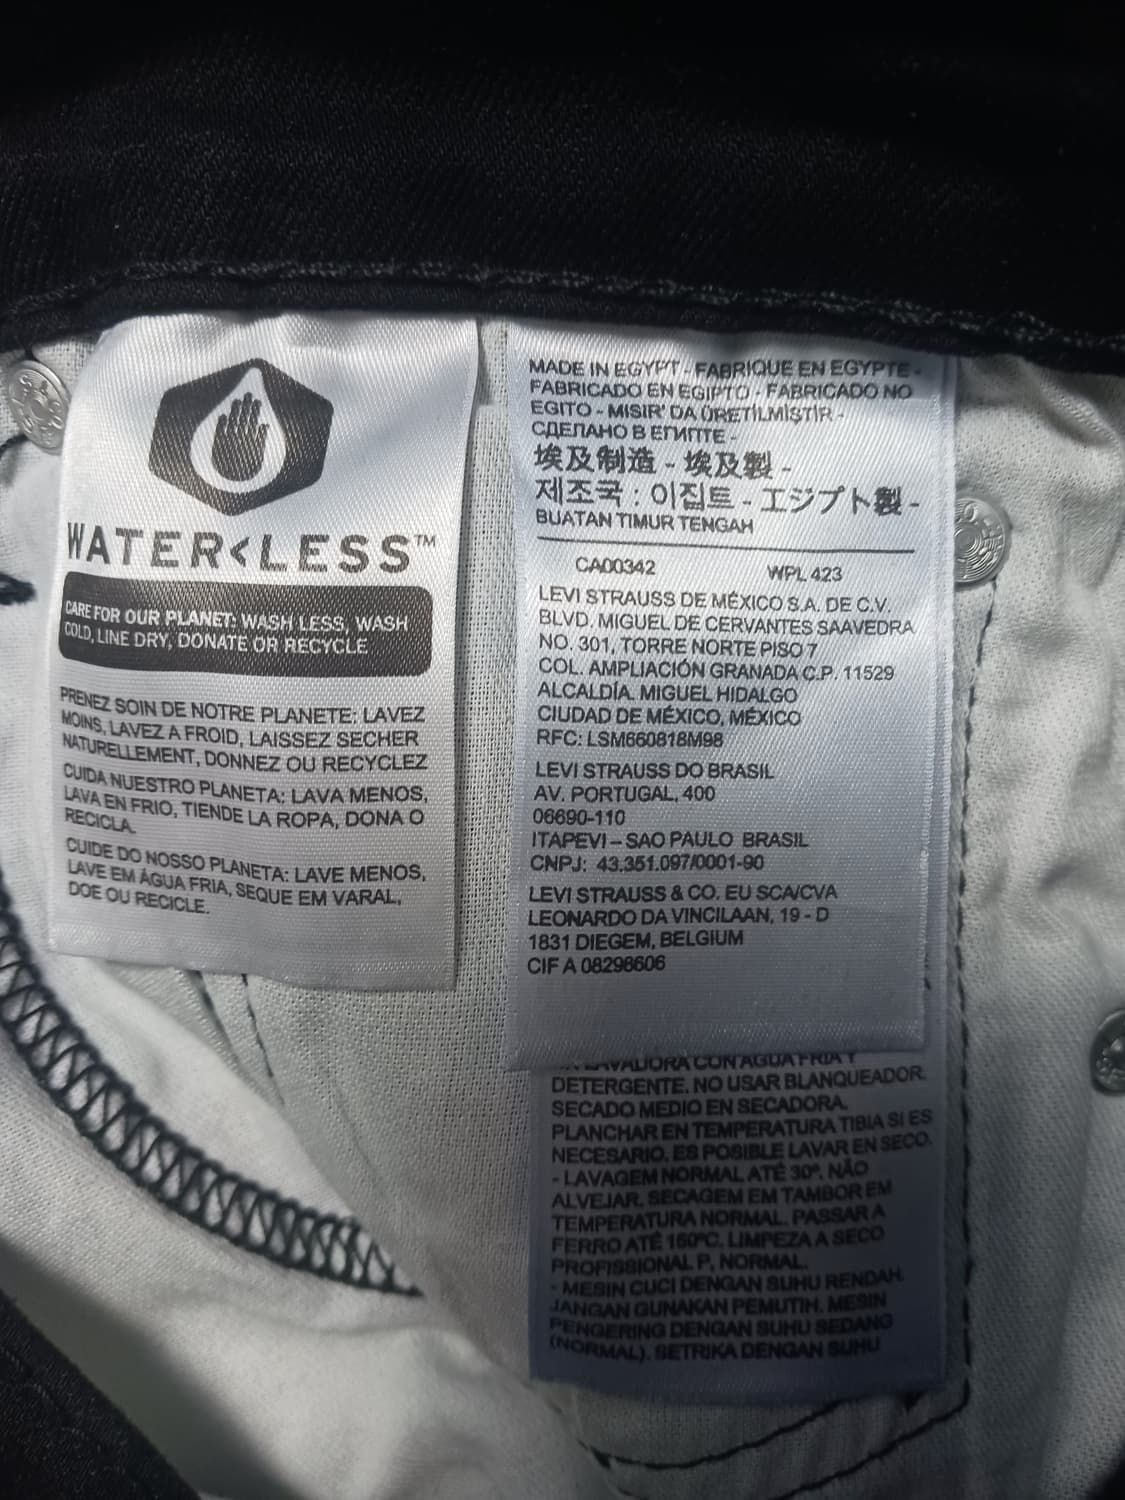 WATER<LESS™
CARE FOR OUR PLANET: WASH LESS, WASH
COLD, LINE DRY, DONATE OR RECYCLE
PRENEZ SOIN DE NOTRE PLANETE: LAVEZ
MOINS, LAVEZ A FROID, LAISSEZ SECHER
NATURELLEMENT, DONNEZ OU RECYCLEZ
CUIDA NUESTRO PLANETA: LAVA MENOS,
LAVA EN FRIO, TIENDE LA ROPA, DONA O
RECICLA.
CUIDE DO NOSSO PLANETA: LAVE MENOS,
LAVE EM ÁGUA FRIA, SEQUE EM VARAL,
DOE OU RECICLE.
MADE IN EGYPT - FABRIQUE EN EGYPTE -
FABRICADO EN EGIPTO - FABRICADO NO
EGITO - MISIR' DA ÜRETİLMİŞTİR -
СДЕЛАНО В ЕГИПТЕ -
埃及制造 - 埃及製 -
제조국 : 이집트 - エジプト製 -
BUATAN TIMUR TENGAH
CA00342 WPL 423
LEVI STRAUSS DE MÉXICO S.A. DE C.V.
BLVD. MIGUEL DE CERVANTES SAAVEDRA
NO. 301, TORRE NORTE PISO 7
COL. AMPLIACIÓN GRANADA C.P. 11529
ALCALDÍA. MIGUEL HIDALGO
CIUDAD DE MÉXICO, MÉXICO
RFC: LSM660818M98
LEVI STRAUSS DO BRASIL
AV. PORTUGAL, 400
06690-110
ITAPEVI – SAO PAULO BRASIL
CNPJ: 43.351.097/0001-90
LEVI STRAUSS & CO. EU SCA/CVA
LEONARDO DA VINCILAAN, 19 - D
1831 DIEGEM, BELGIUM
CIF A 08298606
CON AGUA FRIA Y
DETERGENTE. NO USAR BLANQUEADOR.
SECADO MEDIO EN SECADORA.
PLANCHAR EN TEMPERATURA TIBIA SI ES
NECESARIO. ES POSIBLE LAVAR EN SECO.
- LAVAGEM NORMAL ATÉ 30º. NÃO
ALVEJAR. SECAGEM EM TAMBOR EM
TEMPERATURA NORMAL. PASSAR A
FERRO ATÉ 150ºC. LIMPEZA A SECO
PROFISSIONAL P, NORMAL.
- MESIN CUCI DENGAN SUHU RENDAH.
JANGAN GUNAKAN PEMUTIH. MESIN
PENGERING DENGAN SUHU SEDANG
(NORMAL). SETRIKA DENGAN SUHU